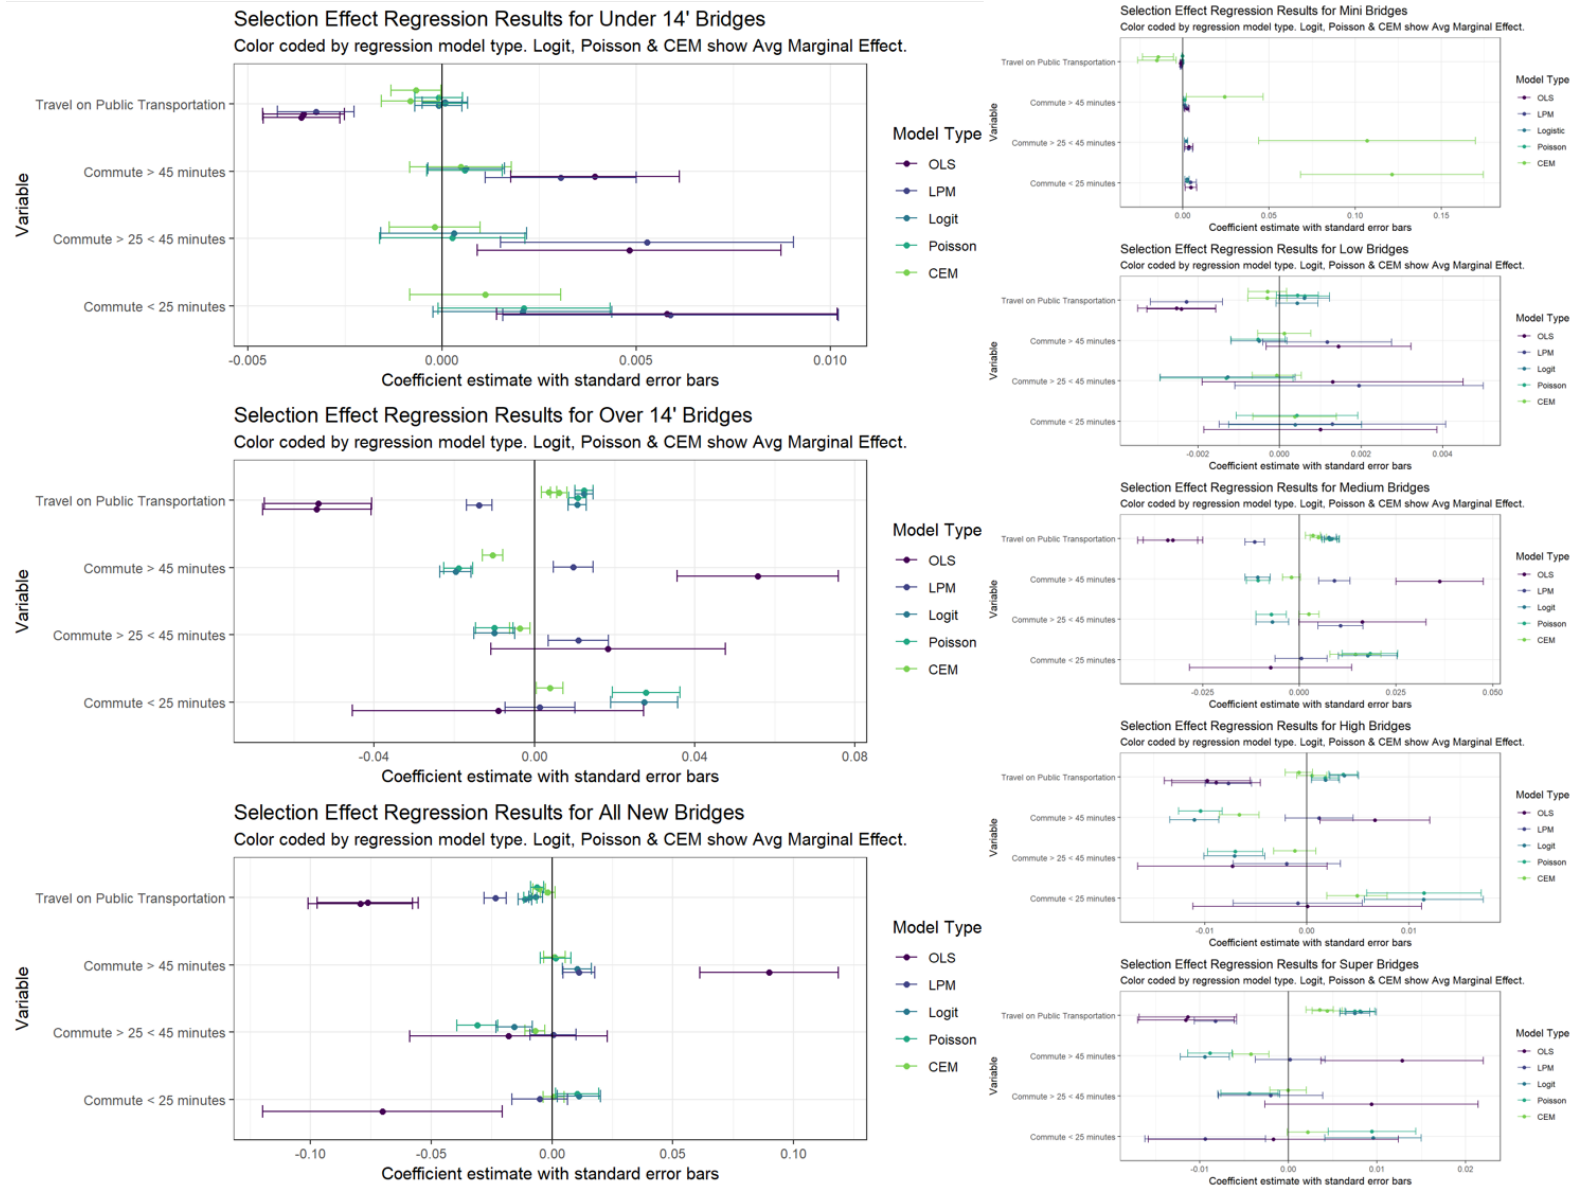 Selection Effect Regression Results for Under 14' Bridges
Color coded by regression model type. Logit, Poisson & CEM show Avg Marginal Effect.
Variable
Travel on Public Transportation
Commute > 45 minutes
Commute > 25 < 45 minutes
Commute < 25 minutes
-0.005 0.000 0.005 0.010
Coefficient estimate with standard error bars
Model Type
OLS
LPM
Logit
Poisson
CEM
Selection Effect Regression Results for Over 14' Bridges
Color coded by regression model type. Logit, Poisson & CEM show Avg Marginal Effect.
Variable
Travel on Public Transportation
Commute > 45 minutes
Commute > 25 < 45 minutes
Commute < 25 minutes
-0.04 0.00 0.04 0.08
Coefficient estimate with standard error bars
Model Type
OLS
LPM
Logit
Poisson
CEM
Selection Effect Regression Results for All New Bridges
Color coded by regression model type. Logit, Poisson & CEM show Avg Marginal Effect.
Variable
Travel on Public Transportation
Commute > 45 minutes
Commute > 25 < 45 minutes
Commute < 25 minutes
-0.10 -0.05 0.00 0.05 0.10
Coefficient estimate with standard error bars
Model Type
OLS
LPM
Logit
Poisson
CEM
Selection Effect Regression Results for Mini Bridges
Color coded by regression model type. Logit, Poisson & CEM show Avg Marginal Effect.
Variable
Travel on Public Transportation
Commute > 45 minutes
Commute > 25 < 45 minutes
Commute < 25 minutes
0.00 0.05 0.10 0.15
Coefficient estimate with standard error bars
Model Type
OLS
LPM
Logistic
Poisson
CEM
Selection Effect Regression Results for Low Bridges
Color coded by regression model type. Logit, Poisson & CEM show Avg Marginal Effect.
Variable
Travel on Public Transportation
Commute > 45 minutes
Commute > 25 < 45 minutes
Commute < 25 minutes
-0.002 0.000 0.002 0.004
Coefficient estimate with standard error bars
Model Type
OLS
LPM
Logit
Poisson
CEM
Selection Effect Regression Results for Medium Bridges
Color coded by regression model type. Logit, Poisson & CEM show Avg Marginal Effect.
Variable
Travel on Public Transportation
Commute > 45 minutes
Commute > 25 < 45 minutes
Commute < 25 minutes
-0.025 0.000 0.025 0.050
Coefficient estimate with standard error bars
Model Type
OLS
LPM
Logit
Poisson
CEM
Selection Effect Regression Results for High Bridges
Color coded by regression model type. Logit, Poisson & CEM show Avg Marginal Effect.
Variable
Travel on Public Transportation
Commute > 45 minutes
Commute > 25 < 45 minutes
Commute < 25 minutes
-0.01 0.00 0.01
Coefficient estimate with standard error bars
Model Type
OLS
LPM
Logit
Poisson
CEM
Selection Effect Regression Results for Super Bridges
Color coded by regression model type. Logit, Poisson & CEM show Avg Marginal Effect.
Variable
Travel on Public Transportation
Commute > 45 minutes
Commute > 25 < 45 minutes
Commute < 25 minutes
-0.01 0.00 0.01 0.02
Coefficient estimate with standard error bars
Model Type
OLS
LPM
Logit
Poisson
CEM